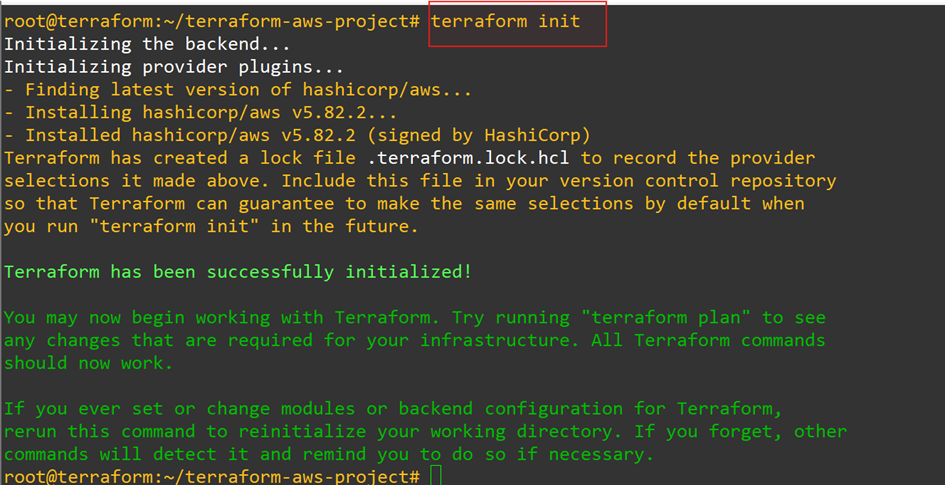 root@terraform:~/terraform-aws-project# terraform init
Initializing the backend...
Initializing provider plugins...
- Finding latest version of hashicorp/aws...
- Installing hashicorp/aws v5.82.2...
- Installed hashicorp/aws v5.82.2 (signed by HashiCorp)
Terraform has created a lock file .terraform.lock.hcl to record the provider
selections it made above. Include this file in your version control repository
so that Terraform can guarantee to make the same selections by default when
you run "terraform init" in the future.
Terraform has been successfully initialized!
You may now begin working with Terraform. Try running "terraform plan" to see
any changes that are required for your infrastructure. All Terraform commands
should now work.
If you ever set or change modules or backend configuration for Terraform,
rerun this command to reinitialize your working directory. If you forget, other
commands will detect it and remind you to do so if necessary.
root@terraform:~/terraform-aws-project#